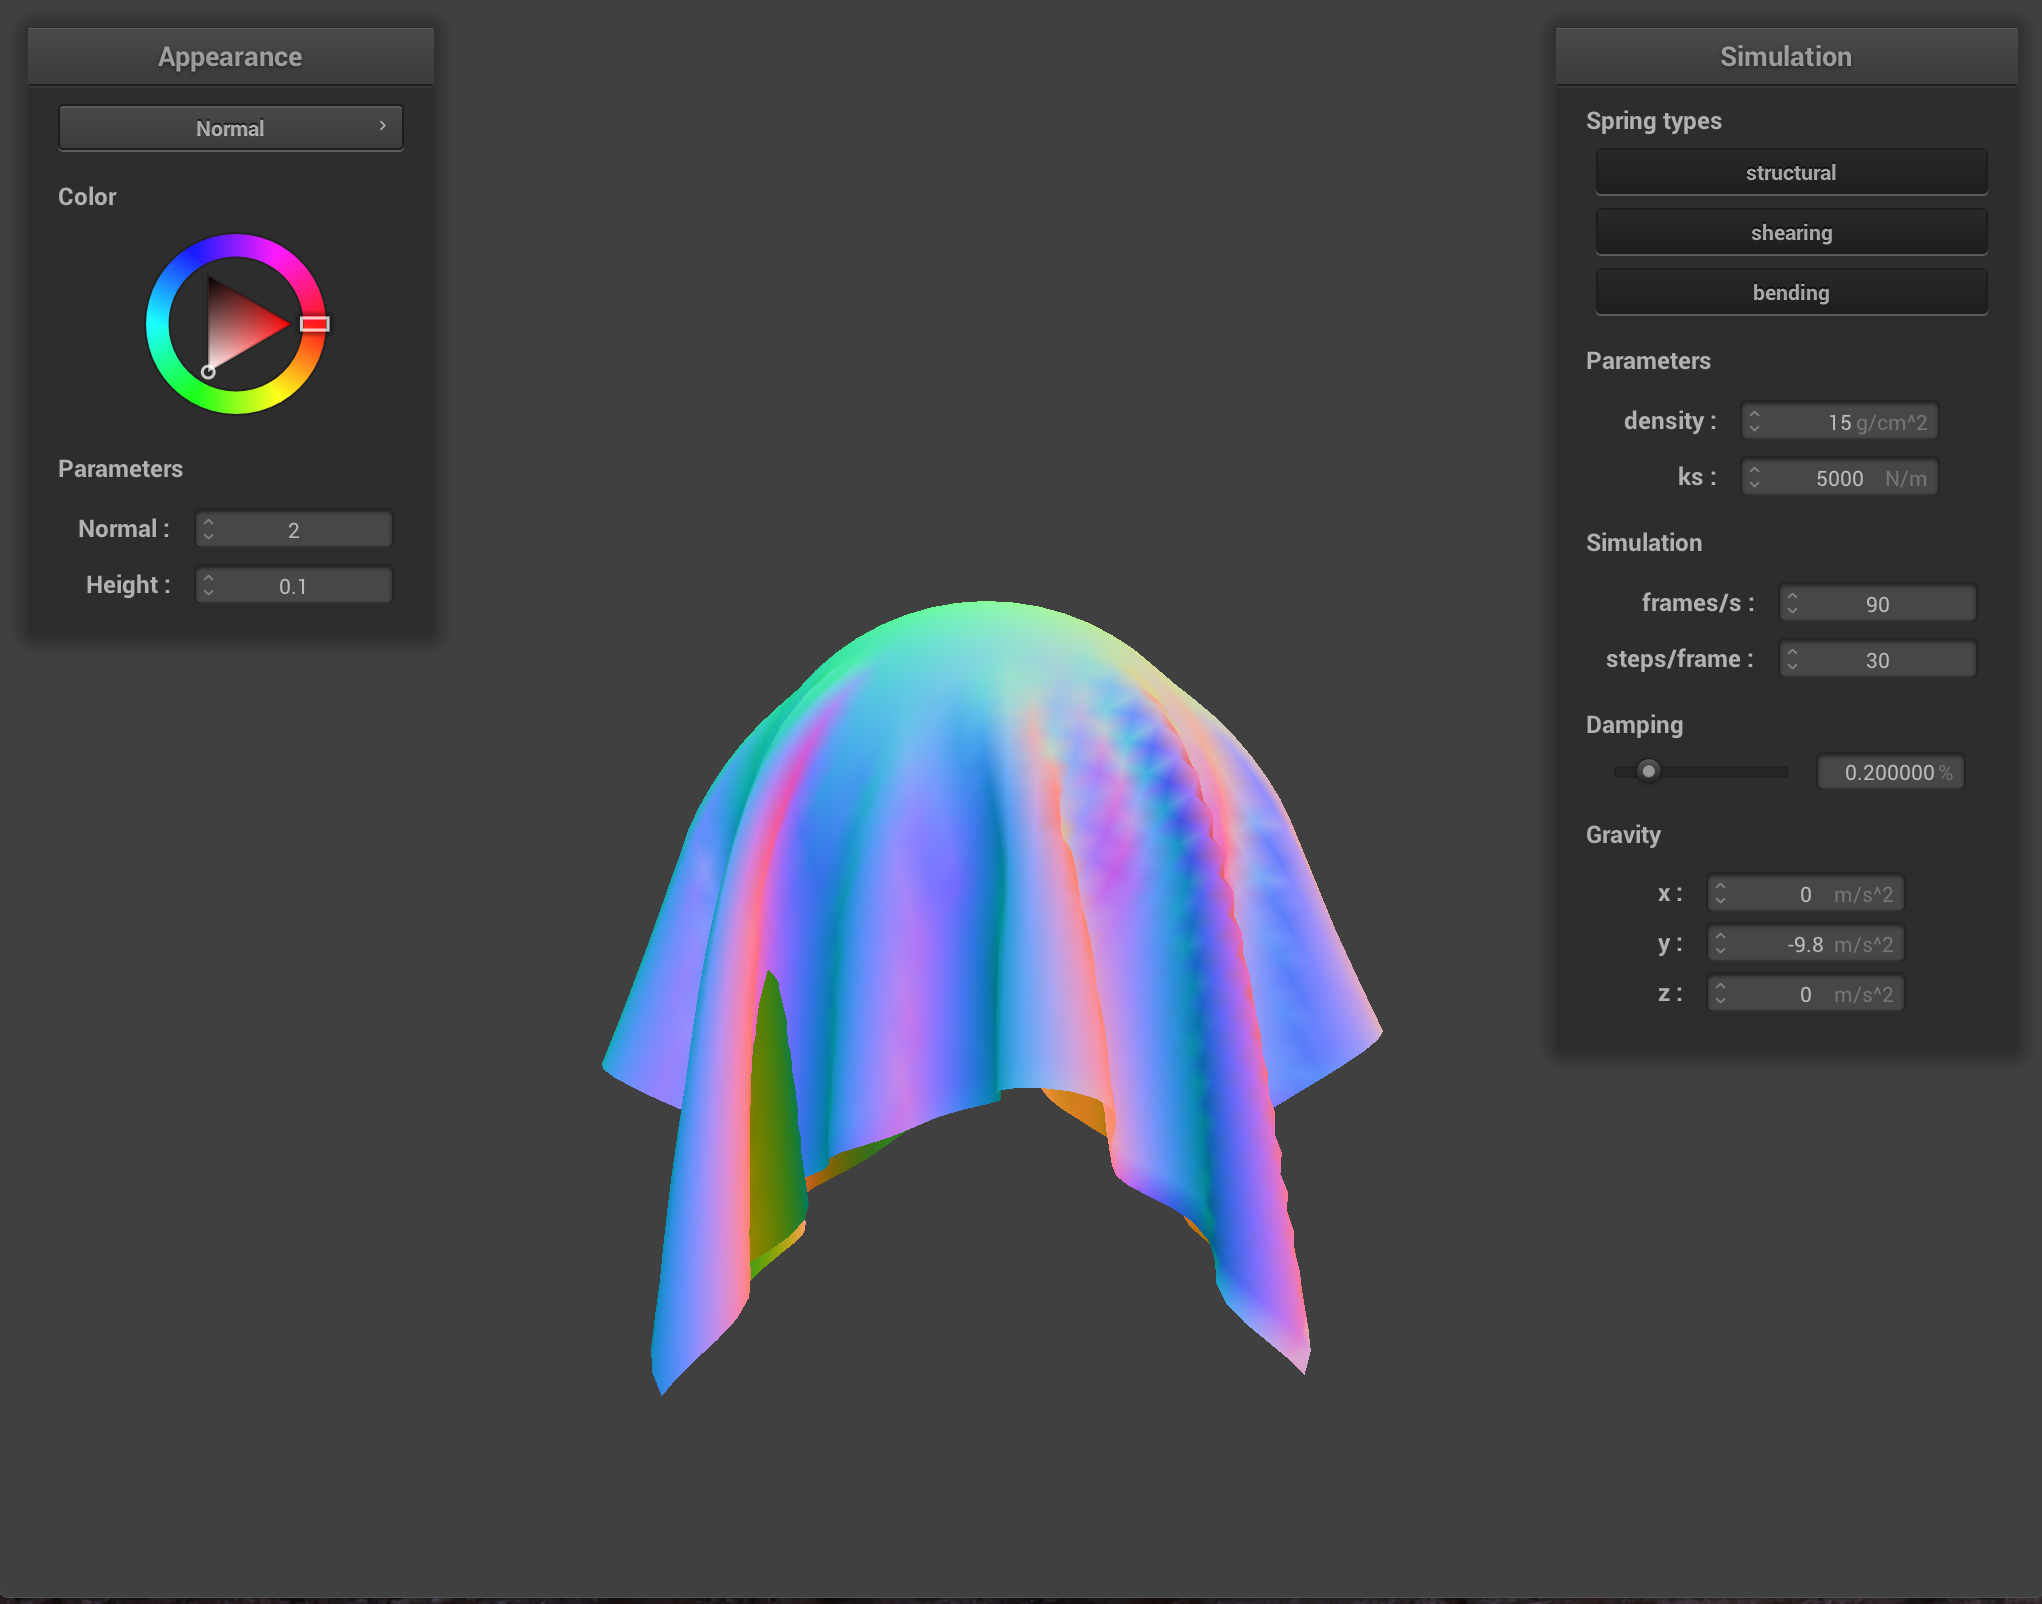 Appearance
Normal
Color
Parameters
Normal : 2
Height : 0.1
Simulation
Spring types
structural
shearing
bending
Parameters
density : 15 g/cm^2
ks : 5000 N/m
Simulation
frames/s : 90
steps/frame : 30
Damping
0.200000 %
Gravity
x : 0 m/s^2
y : -9.8 m/s^2
z : 0 m/s^2